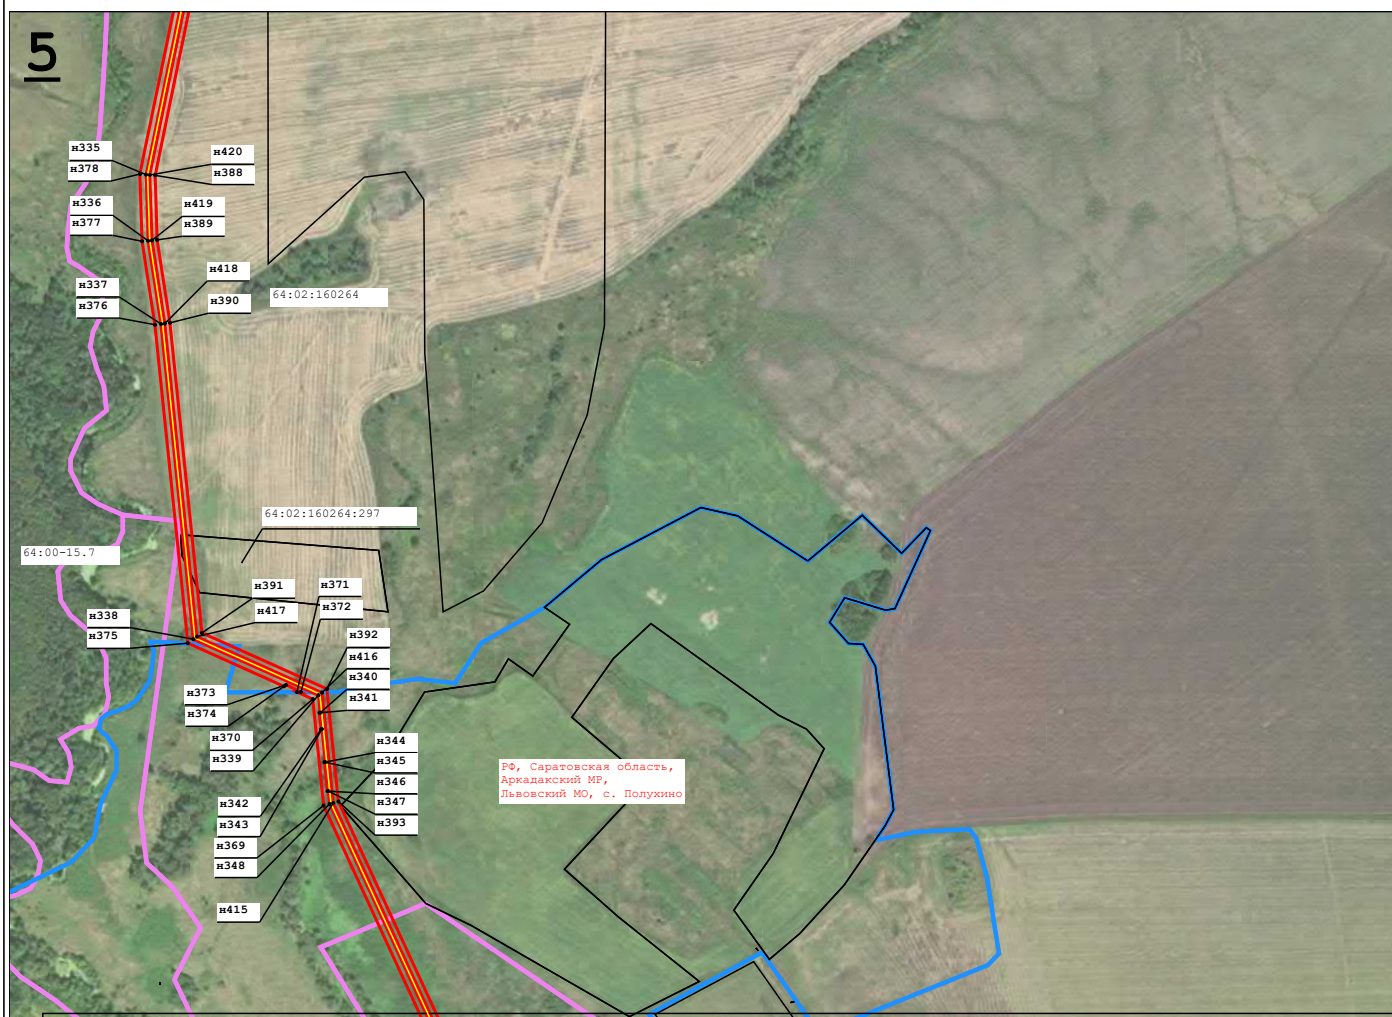 5
н335
н420
н378
н388
н336
н419
н377
н389
н418
н337
н390
64:02:160264
н376
64:02:160264:297
64:00-15.7
н391
н371
н338
н417
н372
н375
н392
н416
н340
н373
н341
н374
н370
н344
н339
н345
РФ, Саратовская область,
Аркадакский МР,
Львовский МО, с. Полухино
н346
н342
н347
н343
н393
н369
н348
н415